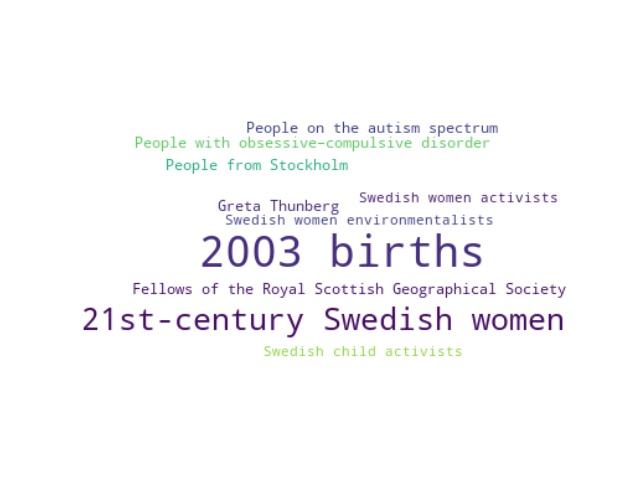 People on the autism spectrum
People with obsessive-compulsive disorder
People from Stockholm
Swedish women activists
Greta Thunberg
Swedish women environmentalists
2003 births
Fellows of the Royal Scottish Geographical Society
21st-century Swedish women
Swedish child activists